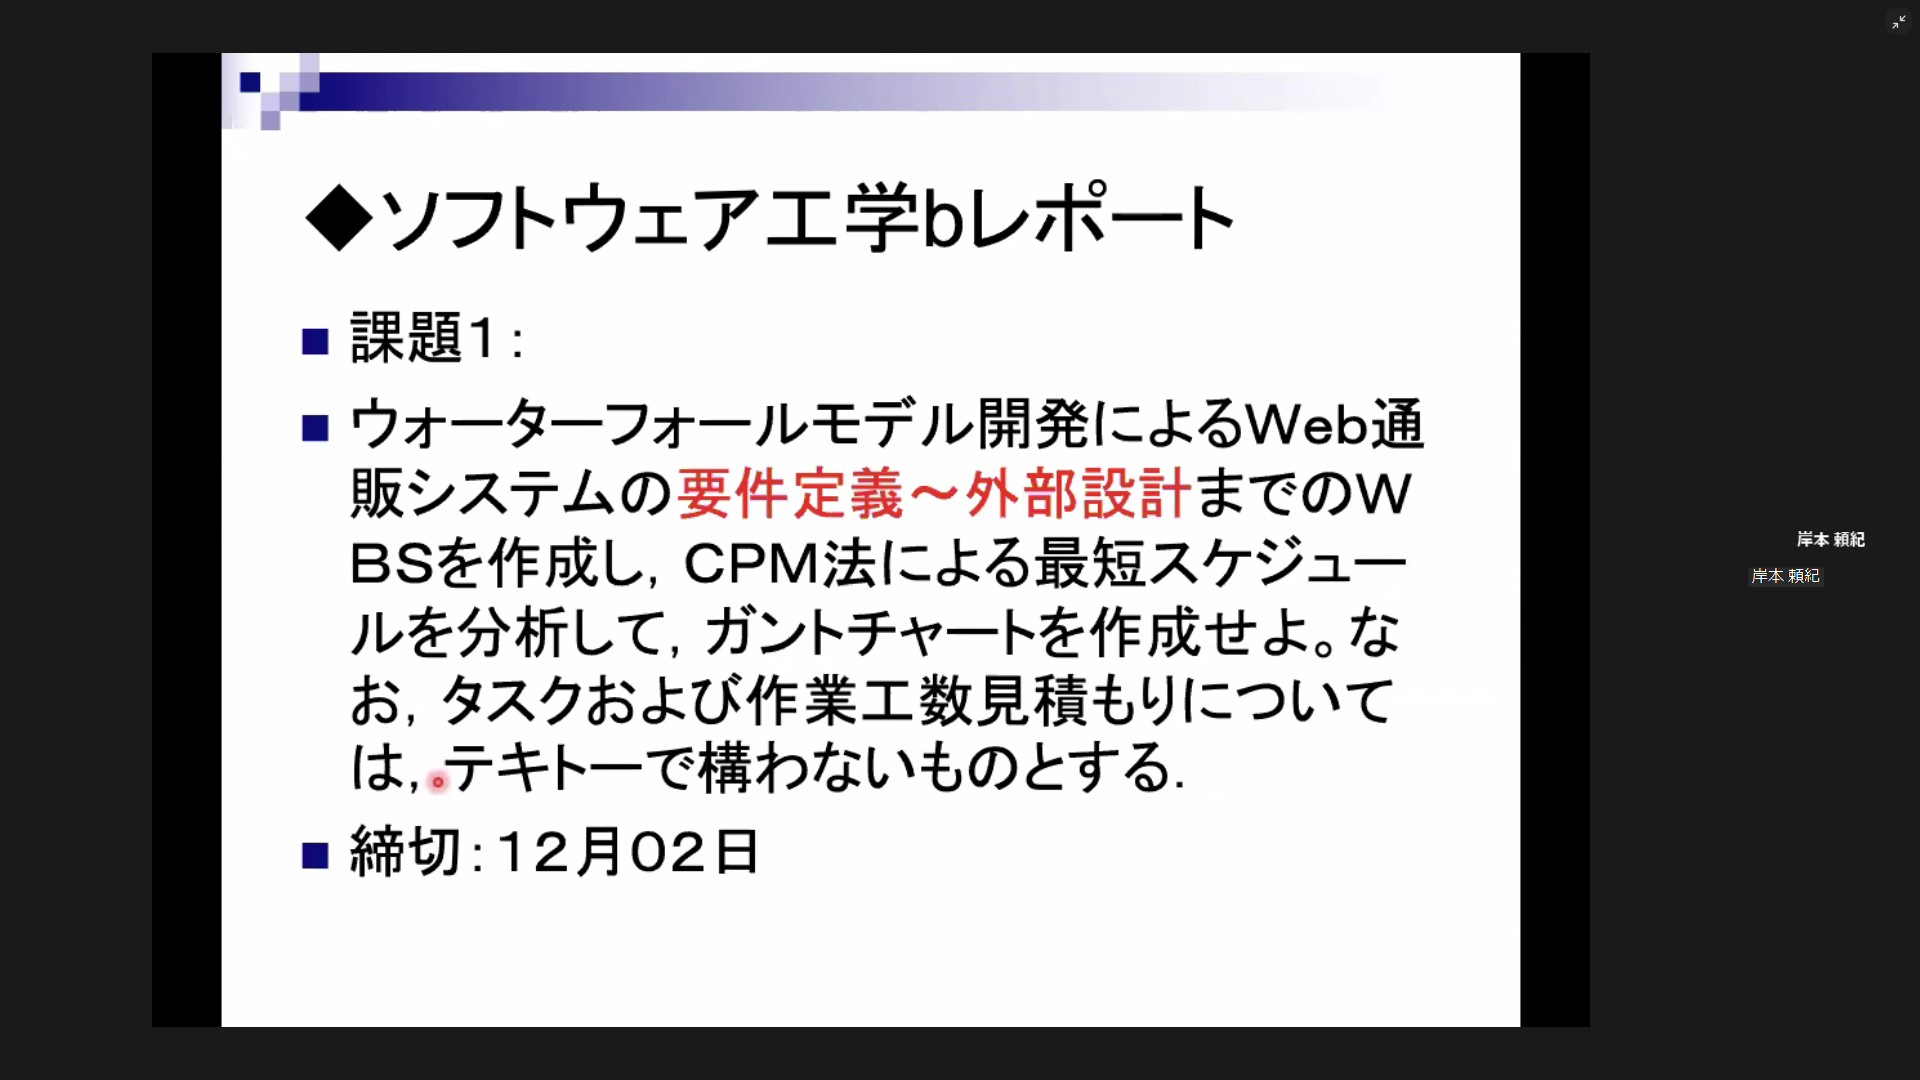 ◆ソフトウェア工学bレポート
課題1：
ウォーターフォールモデル開発によるWeb通
販システムの要件定義～外部設計までのW
BSを作成し，CPM法による最短スケジュー
ルを分析して，ガントチャートを作成せよ。な
お，タスクおよび作業工数見積もりについて
は，テキトーで構わないものとする．
締切：12月02日
岸本 頼紀
岸本 頼紀